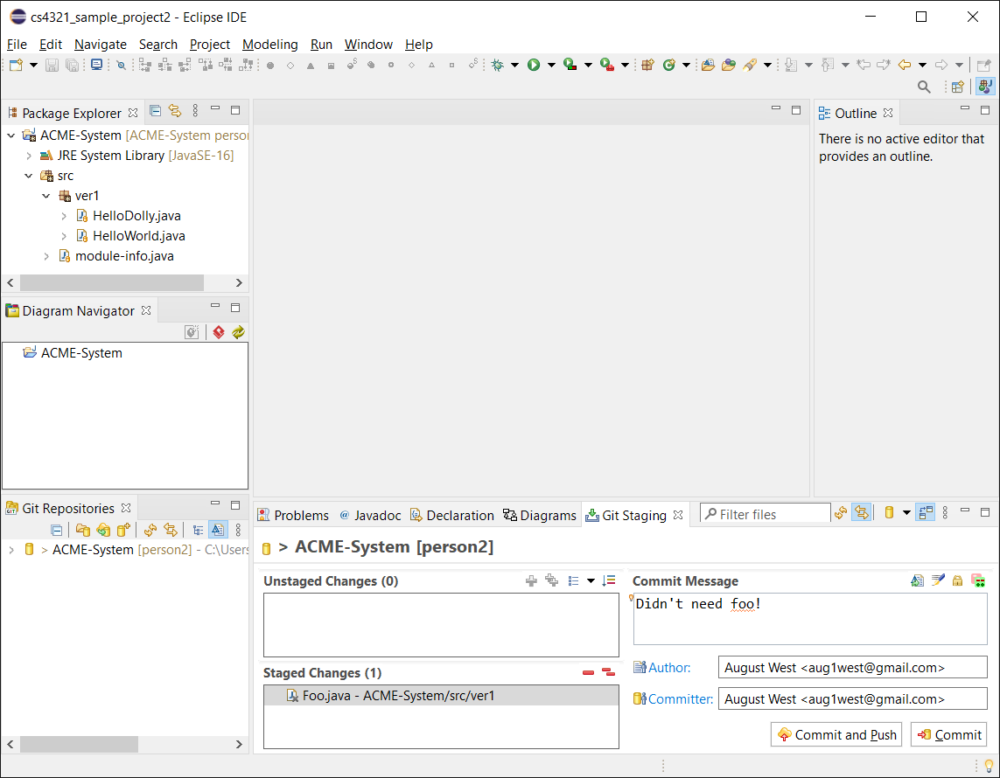 cs4321_sample_project2 - Eclipse IDE
File Edit Navigate Search Project Modeling Run Window Help
Package Explorer
ACME-System [ACME-System perso
JRE System Library [JavaSE-16]
src
ver1
HelloDolly.java
HelloWorld.java
module-info.java
Outline
There is no active editor that
provides an outline.
Diagram Navigator
ACME-System
Git Repositories
> ACME-System [person2] - C:\Users
Problems @ Javadoc Declaration Diagrams Git Staging Filter files
> ACME-System [person2]
Unstaged Changes (0)
Staged Changes (1)
Foo.java - ACME-System/src/ver1
Commit Message
Didn't need foo!
Author: August West <aug1west@gmail.com>
Committer: August West <aug1west@gmail.com>
Commit and Push Commit